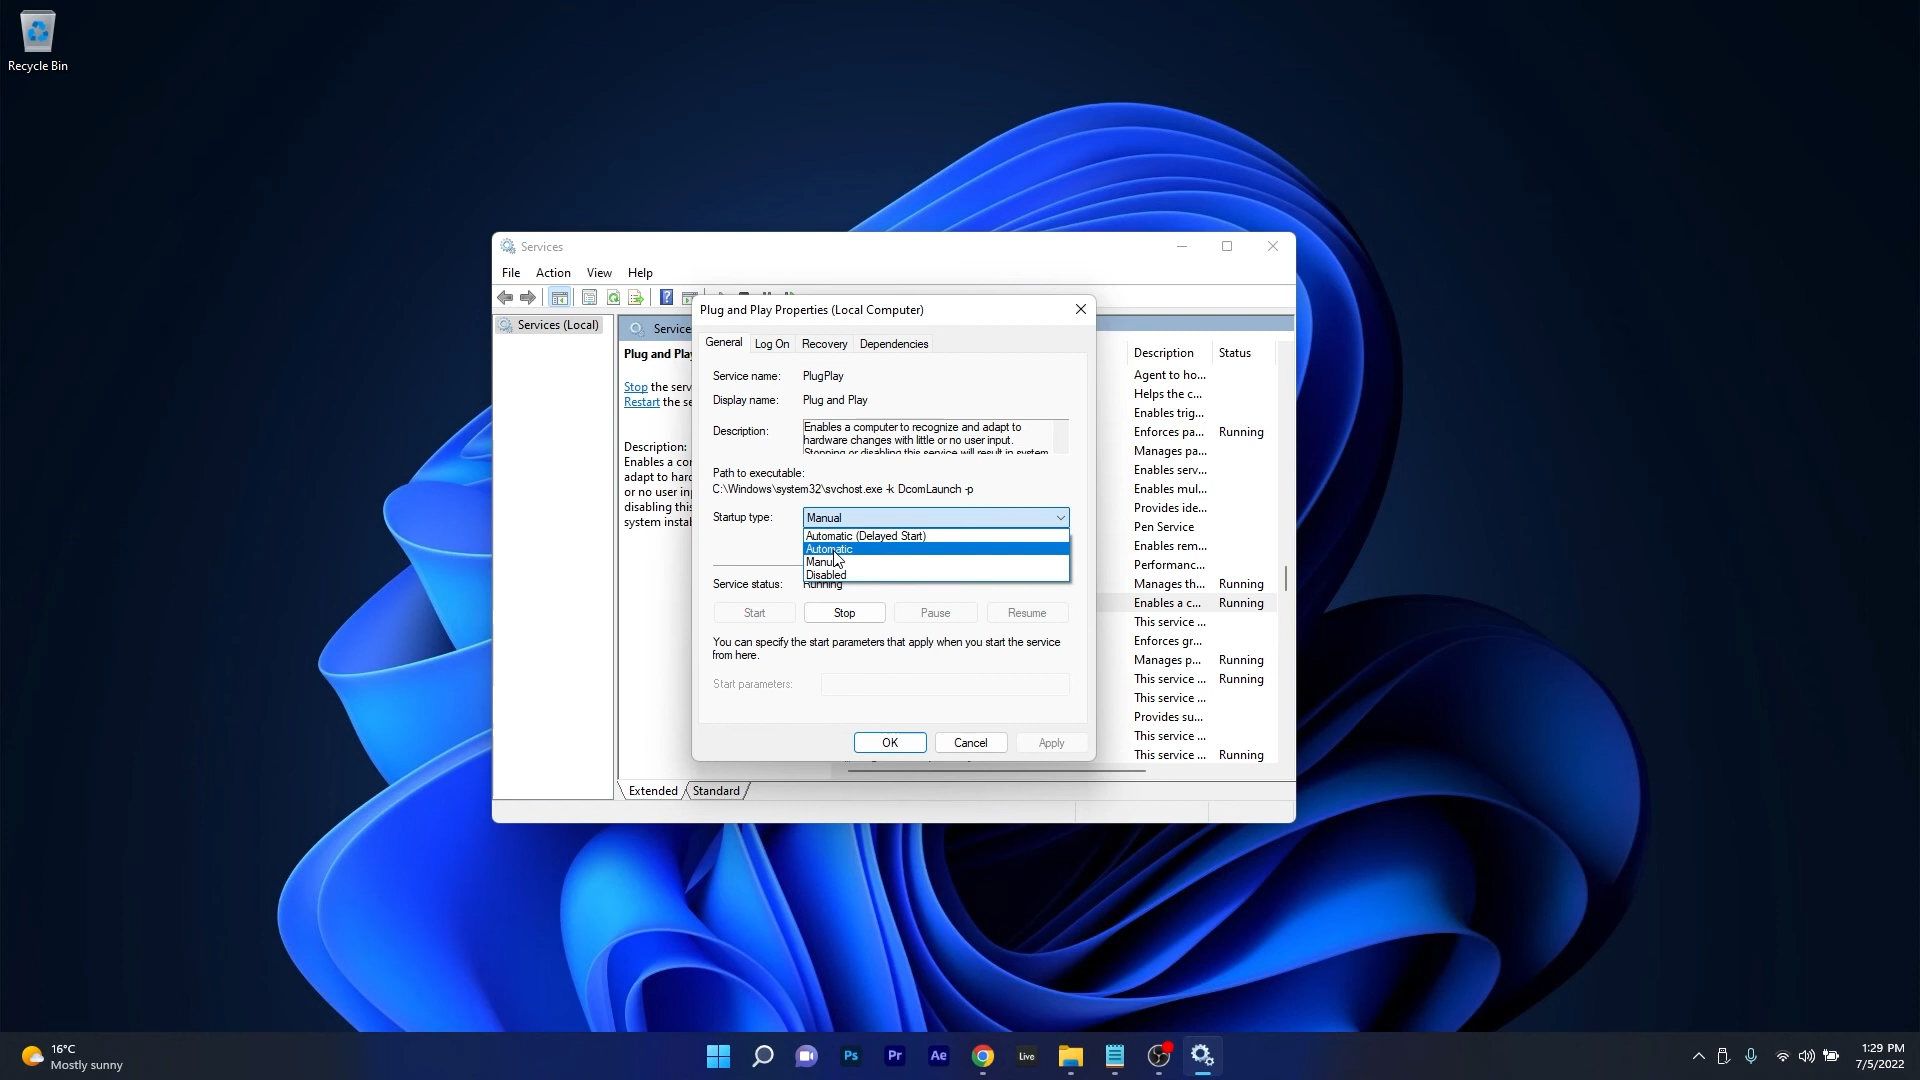 Recycle Bin
Services
File Action View Help
Services (Local)
Plug and Play Properties (Local Computer)
General Log On Recovery Dependencies
Service name: PlugPlay
Display name: Plug and Play
Description: Enables a computer to recognize and adapt to
hardware changes with little or no user input.
Stopping or disabling this service will result in system
Path to executable:
C:\Windows\system32\svchost.exe -k DcomLaunch -p
Startup type: Manual
Automatic (Delayed Start)
Automatic
Manual
Disabled
Service status: Running
Start Stop Pause Resume
You can specify the start parameters that apply when you start the service
from here.
Start parameters:
OK Cancel Apply
Service
Plug and Play
Stop the serv
Restart the se
Description:
Enables a co
adapt to hard
or no user in
disabling this
system insta
Description Status
Agent to ho...
Helps the c...
Enables trig...
Enforces pa... Running
Manages pa...
Enables serv...
Enables mul...
Provides ide...
Pen Service
Enables rem...
Performanc...
Manages th... Running
Enables a c... Running
This service ...
Enforces gr...
Manages p... Running
This service ... Running
This service ...
Provides su...
This service ...
This service ... Running
Extended Standard
16°C
Mostly sunny
Ps Pr Ae Live
1:29 PM
7/5/2022